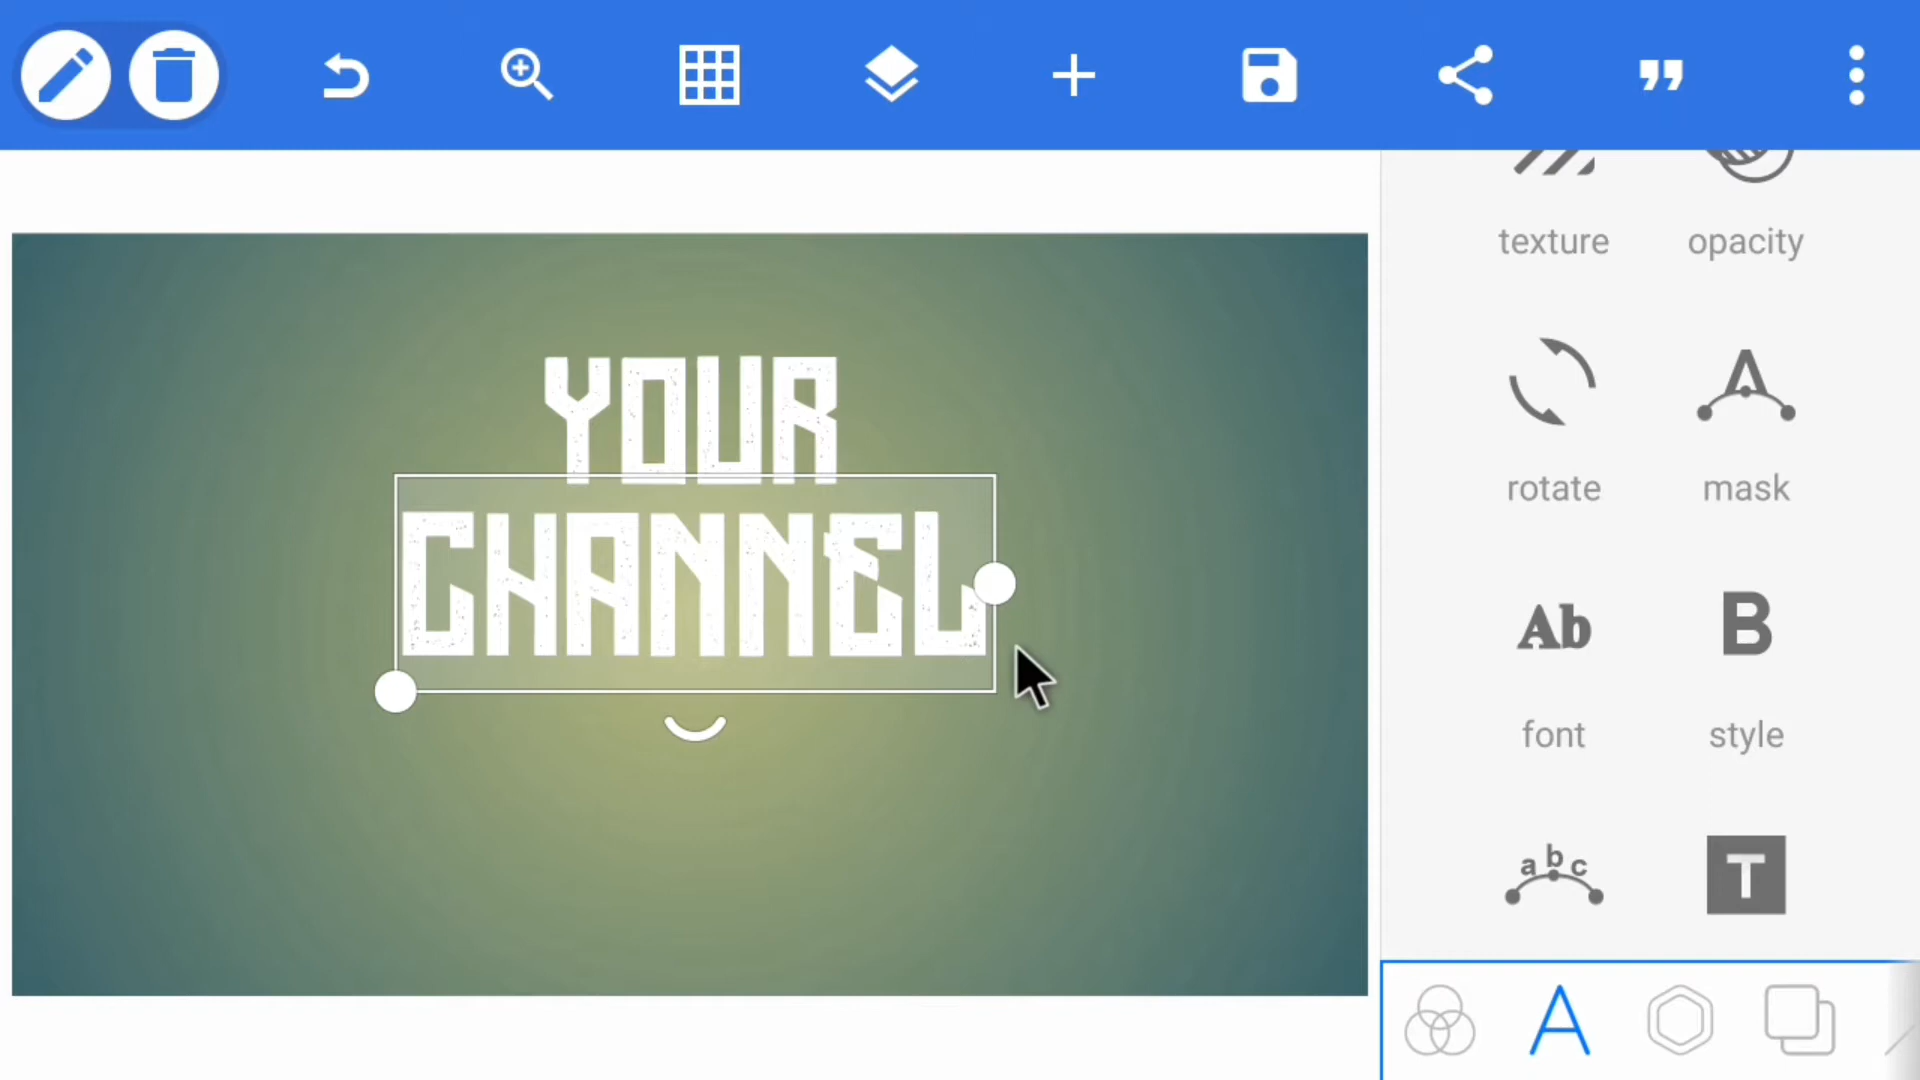 texture opacity
YOUR
rotate mask
CHANNEL
Ab B
font style
abc T
A